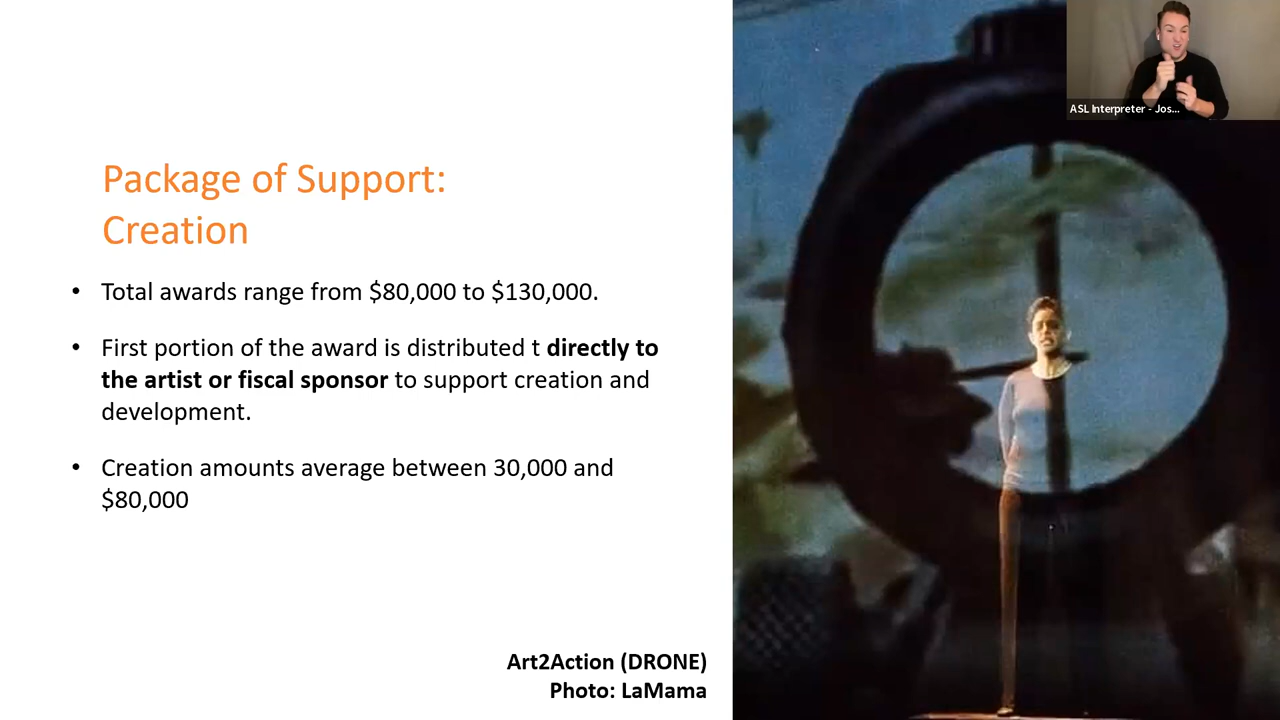 Package of Support:
Creation
• Total awards range from $80,000 to $130,000.
• First portion of the award is distributed t directly to
the artist or fiscal sponsor to support creation and
development.
• Creation amounts average between 30,000 and
$80,000
Art2Action (DRONE)
Photo: LaMama
ASL Interpreter - Jos...